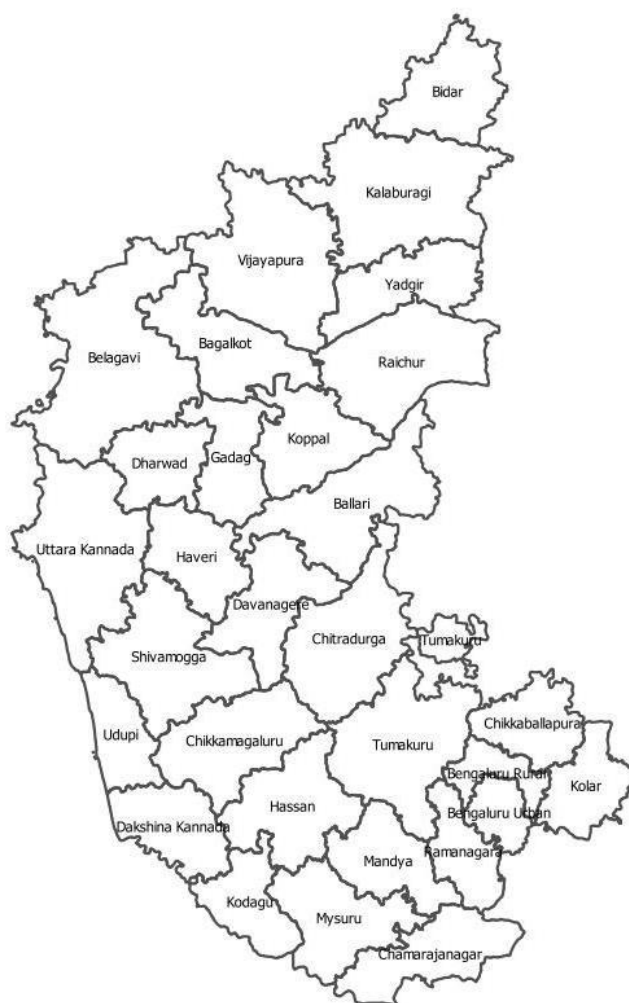 Bidar
Kalaburagi
Vijayapura
Yadgir
Bagalkot
Belagavi
Raichur
Koppal
Gadag
Dharwad
Ballari
Uttara Kannada
Haveri
Davanagere
Chitradurga
Tumakuru
Shivamogga
Chikkaballapura
Udupi
Chikkamagaluru
Tumakuru
Bengaluru Rural
Kolar
Hassan
Bengaluru Urban
Dakshina Kannada
Ramanagara
Mandya
Kodagu
Mysuru
Chamarajanagar